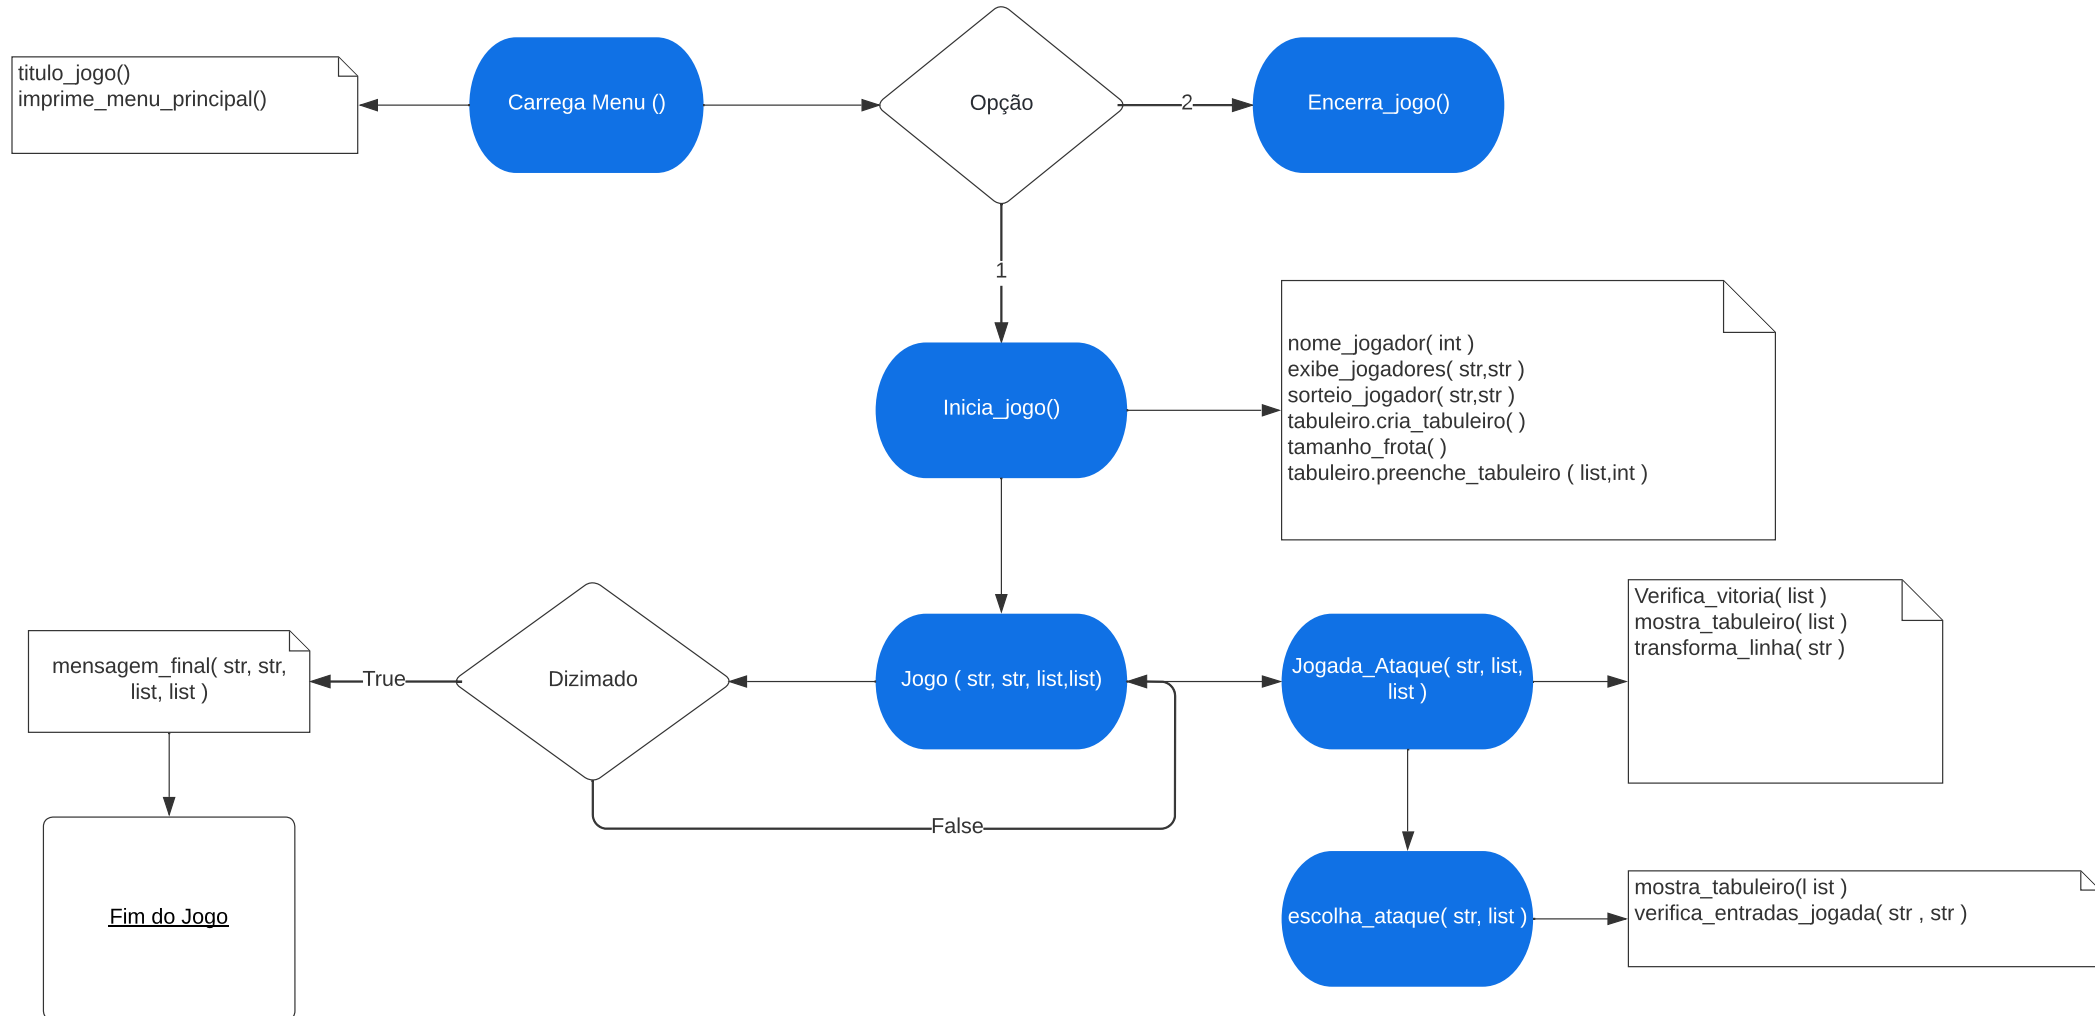 titulo_jogo()
imprime_menu_principal()
Carrega Menu ()
Opção
2
Encerra_jogo()
1
Inicia_jogo()
nome_jogador( int )
exibe_jogadores( str,str )
sorteio_jogador( str,str )
tabuleiro.cria_tabuleiro( )
tamanho_frota( )
tabuleiro.preenche_tabuleiro ( list,int )
mensagem_final( str, str,
list, list )
True
Dizimado
Jogo ( str, str, list,list)
Jogada_Ataque( str, list,
list )
Verifica_vitoria( list )
mostra_tabuleiro( list )
transforma_linha( str )
False
Fim do Jogo
escolha_ataque( str, list )
mostra_tabuleiro(l ist )
verifica_entradas_jogada( str , str )